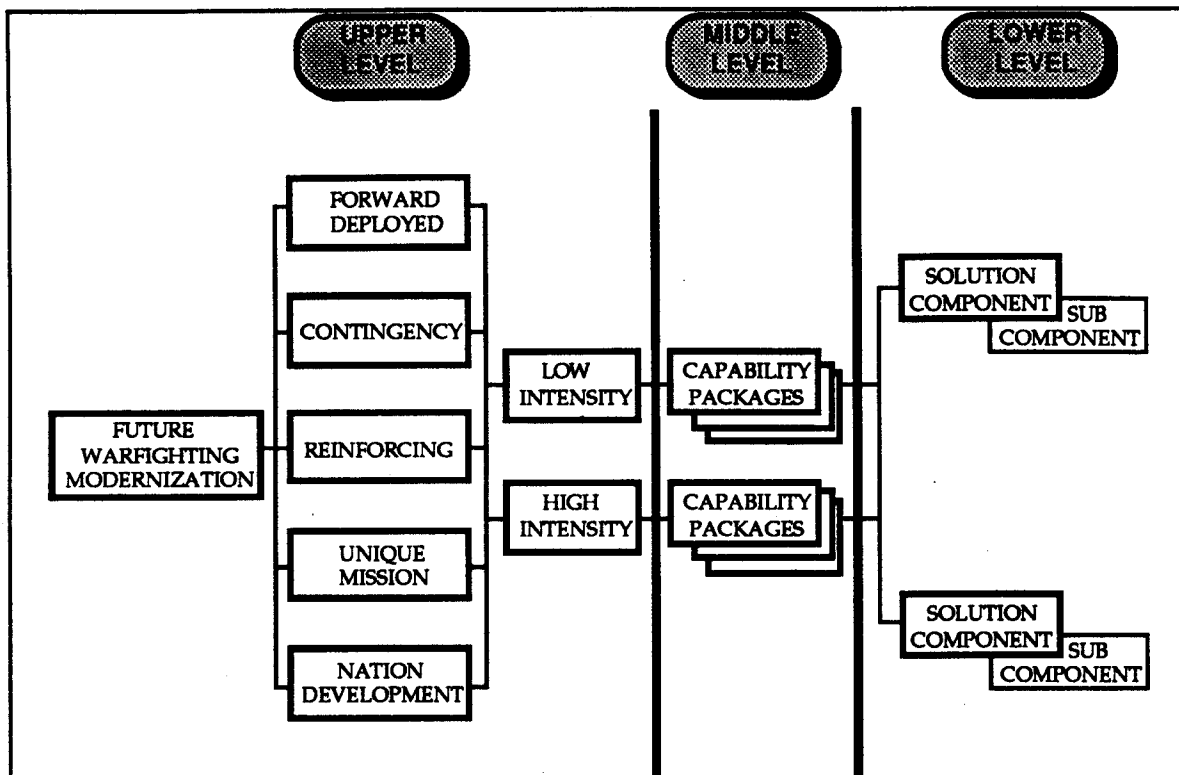 UPPER
LEVEL
MIDDLE
LEVEL
LOWER
LEVEL
FORWARD
DEPLOYED
CONTINGENCY
REINFORCING
UNIQUE
MISSION
NATION
DEVELOPMENT
FUTURE
WARFIGHTING
MODERNIZATION
LOW
INTENSITY
HIGH
INTENSITY
CAPABILITY
PACKAGES
CAPABILITY
PACKAGES
SOLUTION
COMPONENT
SUB
COMPONENT
SOLUTION
COMPONENT
SUB
COMPONENT